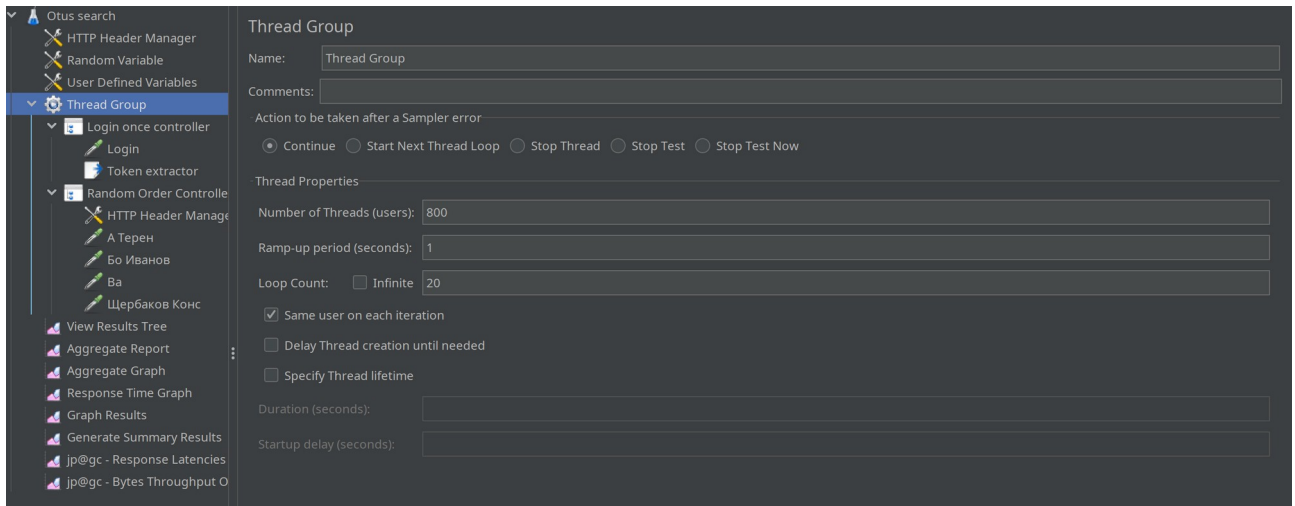 Otus search
HTTP Header Manager
Random Variable
User Defined Variables
Thread Group
Login once controller
Login
Token extractor
Random Order Controlle
HTTP Header Manage
А Терен
Бо Иванов
Ва
Щербаков Конс
View Results Tree
Aggregate Report
Aggregate Graph
Response Time Graph
Graph Results
Generate Summary Results
jp@gc - Response Latencies
jp@gc - Bytes Throughput O
Thread Group
Name: Thread Group
Comments:
Action to be taken after a Sampler error
Continue Start Next Thread Loop Stop Thread Stop Test Stop Test Now
Thread Properties
Number of Threads (users): 800
Ramp-up period (seconds): 1
Loop Count: Infinite 20
Same user on each iteration
Delay Thread creation until needed
Specify Thread lifetime
Duration (seconds):
Startup delay (seconds):